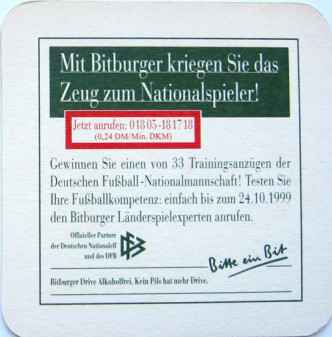 Mit Bitburger kriegen Sie das
Zeug zum Nationalspieler!
Jetzt anrufen: 018 05-18 17 18
(0,24 DM/Min. DKM)
Gewinnen Sie einen von 33 Trainingsanzügen der
Deutschen Fußball-Nationalmannschaft! Testen Sie
Ihre Fußballkompetenz: einfach bis zum 24.10.1999
den Bitburger Länderspielexperten anrufen.
Offizieller Partner
der Deutschen Nationalelf
und des DFB
DFB
Bitte ein Bit
Bitburger Drive Alkoholfrei. Kein Pils hat mehr Drive.